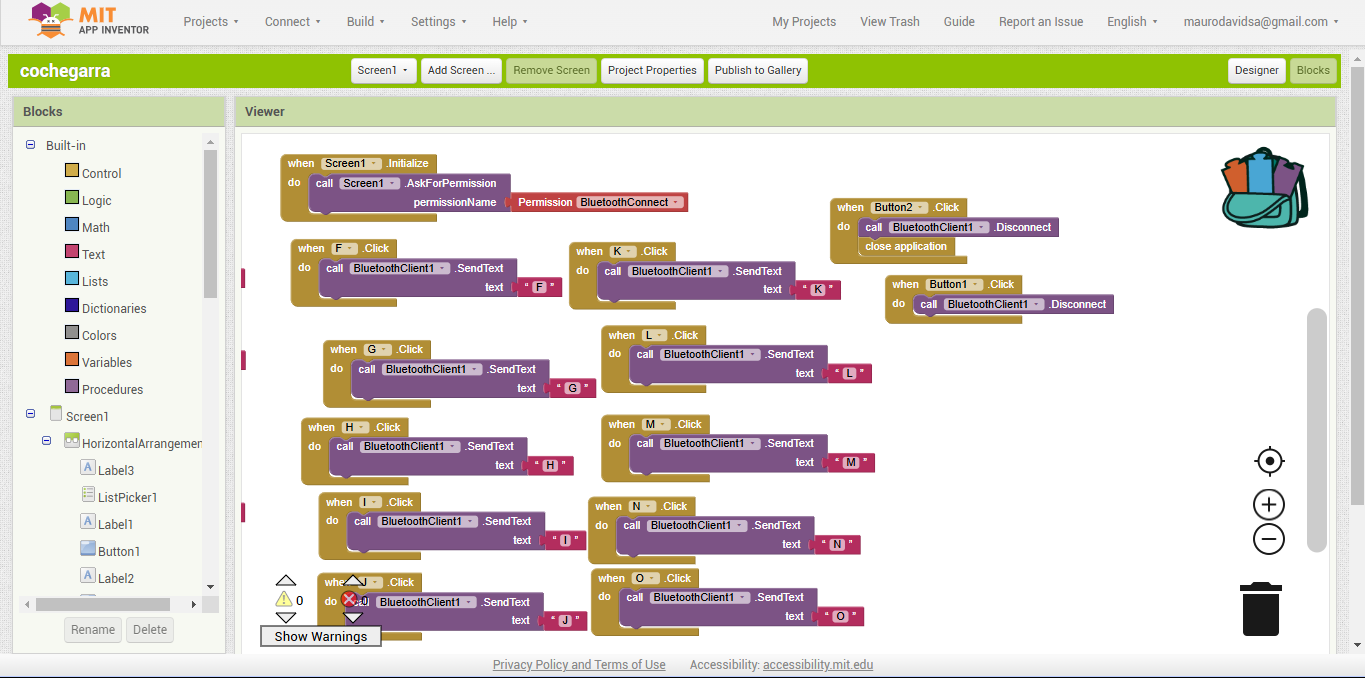 MIT
APP INVENTOR
Projects Connect Build Settings Help My Projects View Trash Guide Report an Issue English maurodavidsa@gmail.com
cochegarra
Screen1 Add Screen ... Remove Screen Project Properties Publish to Gallery Designer Blocks
Blocks
Built-in
Control
Logic
Math
Text
Lists
Dictionaries
Colors
Variables
Procedures
Screen1
HorizontalArrangemen
Label3
ListPicker1
Label1
Button1
Label2
Rename Delete
Viewer
when Screen1 .Initialize
do call Screen1 .AskForPermission
permissionName Permission BluetoothConnect
when Button2 .Click
do call BluetoothClient1 .Disconnect
close application
when F .Click
do call BluetoothClient1 .SendText
text " F "
when K .Click
do call BluetoothClient1 .SendText
text " K "
when Button1 .Click
do call BluetoothClient1 .Disconnect
when G .Click
do call BluetoothClient1 .SendText
text " G "
when L .Click
do call BluetoothClient1 .SendText
text " L "
when H .Click
do call BluetoothClient1 .SendText
text " H "
when M .Click
do call BluetoothClient1 .SendText
text " M "
when I .Click
do call BluetoothClient1 .SendText
text " I "
when N .Click
do call BluetoothClient1 .SendText
text " N "
when J .Click
do call BluetoothClient1 .SendText
text " J "
when O .Click
do call BluetoothClient1 .SendText
text " O "
0 0
Show Warnings
Privacy Policy and Terms of Use Accessibility: accessibility.mit.edu